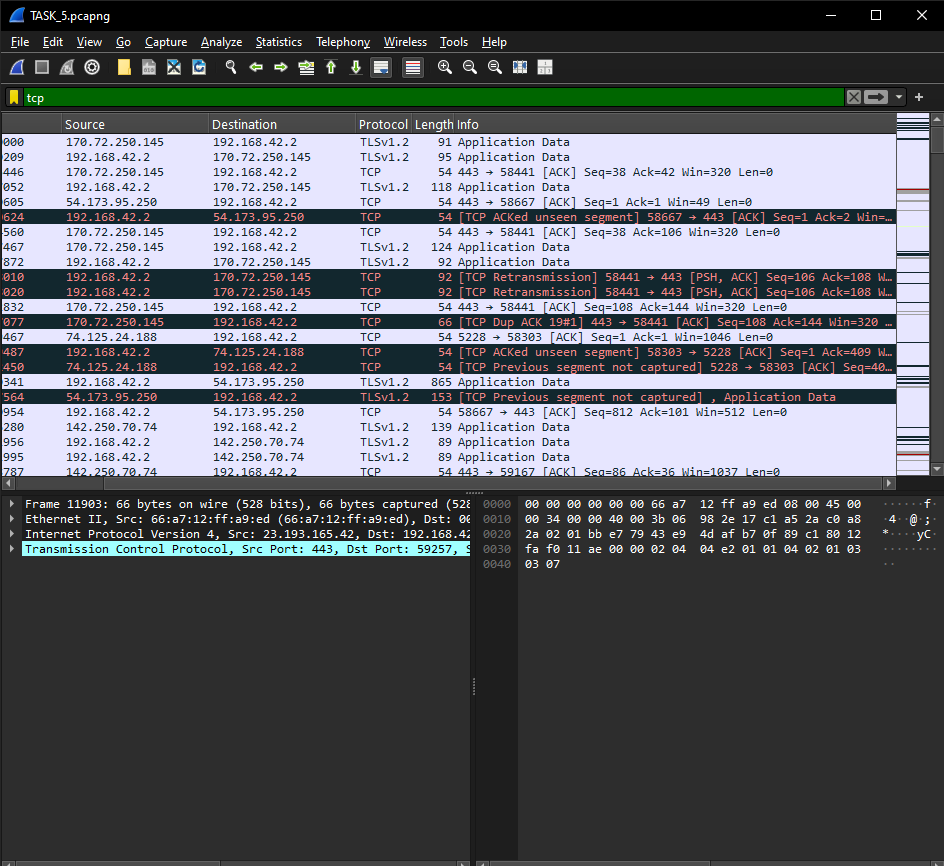 TASK_5.pcapng
File Edit View Go Capture Analyze Statistics Telephony Wireless Tools Help
tcp
Source Destination Protocol Length Info
0000 170.72.250.145 192.168.42.2 TLSv1.2 91 Application Data
209 192.168.42.2 170.72.250.145 TLSv1.2 95 Application Data
446 170.72.250.145 192.168.42.2 TCP 54 443 → 58441 [ACK] Seq=38 Ack=42 Win=320 Len=0
052 192.168.42.2 170.72.250.145 TLSv1.2 118 Application Data
605 54.173.95.250 192.168.42.2 TCP 54 443 → 58667 [ACK] Seq=1 Ack=1 Win=49 Len=0
624 192.168.42.2 54.173.95.250 TCP 54 [TCP ACKed unseen segment] 58667 → 443 [ACK] Seq=1 Ack=2 Win=…
560 170.72.250.145 192.168.42.2 TCP 54 443 → 58441 [ACK] Seq=38 Ack=106 Win=320 Len=0
467 170.72.250.145 192.168.42.2 TLSv1.2 124 Application Data
872 192.168.42.2 170.72.250.145 TLSv1.2 92 Application Data
010 192.168.42.2 170.72.250.145 TCP 92 [TCP Retransmission] 58441 → 443 [PSH, ACK] Seq=106 Ack=108 W…
020 192.168.42.2 170.72.250.145 TCP 92 [TCP Retransmission] 58441 → 443 [PSH, ACK] Seq=106 Ack=108 W…
832 170.72.250.145 192.168.42.2 TCP 54 443 → 58441 [ACK] Seq=108 Ack=144 Win=320 Len=0
077 170.72.250.145 192.168.42.2 TCP 66 [TCP Dup ACK 19#1] 443 → 58441 [ACK] Seq=108 Ack=144 Win=320 …
467 74.125.24.188 192.168.42.2 TCP 54 5228 → 58303 [ACK] Seq=1 Ack=1 Win=1046 Len=0
487 192.168.42.2 74.125.24.188 TCP 54 [TCP ACKed unseen segment] 58303 → 5228 [ACK] Seq=1 Ack=409 W…
450 74.125.24.188 192.168.42.2 TCP 54 [TCP Previous segment not captured] 5228 → 58303 [ACK] Seq=40…
341 192.168.42.2 54.173.95.250 TLSv1.2 865 Application Data
564 54.173.95.250 192.168.42.2 TLSv1.2 153 [TCP Previous segment not captured] , Application Data
954 192.168.42.2 54.173.95.250 TCP 54 58667 → 443 [ACK] Seq=812 Ack=101 Win=512 Len=0
280 142.250.70.74 192.168.42.2 TLSv1.2 139 Application Data
956 192.168.42.2 142.250.70.74 TLSv1.2 89 Application Data
995 192.168.42.2 142.250.70.74 TLSv1.2 89 Application Data
787 142.250.70.74 192.168.42.2 TCP 54 443 → 59167 [ACK] Seq=86 Ack=36 Win=1037 Len=0
Frame 11903: 66 bytes on wire (528 bits), 66 bytes captured (528
Ethernet II, Src: 66:a7:12:ff:a9:ed (66:a7:12:ff:a9:ed), Dst: 00
Internet Protocol Version 4, Src: 23.193.165.42, Dst: 192.168.42
Transmission Control Protocol, Src Port: 443, Dst Port: 59257, S
0000 00 00 00 00 00 00 66 a7 12 ff a9 ed 08 00 45 00 ······f·
0010 00 34 00 00 40 00 3b 06 98 2e 17 c1 a5 2a c0 a8 ·4··@·;·
0020 2a 02 01 bb e7 79 43 e9 4d af b7 0f 89 c1 80 12 *····yC·
0030 fa f0 11 ae 00 00 02 04 04 e2 01 01 04 02 01 03 ········
0040 03 07 ··